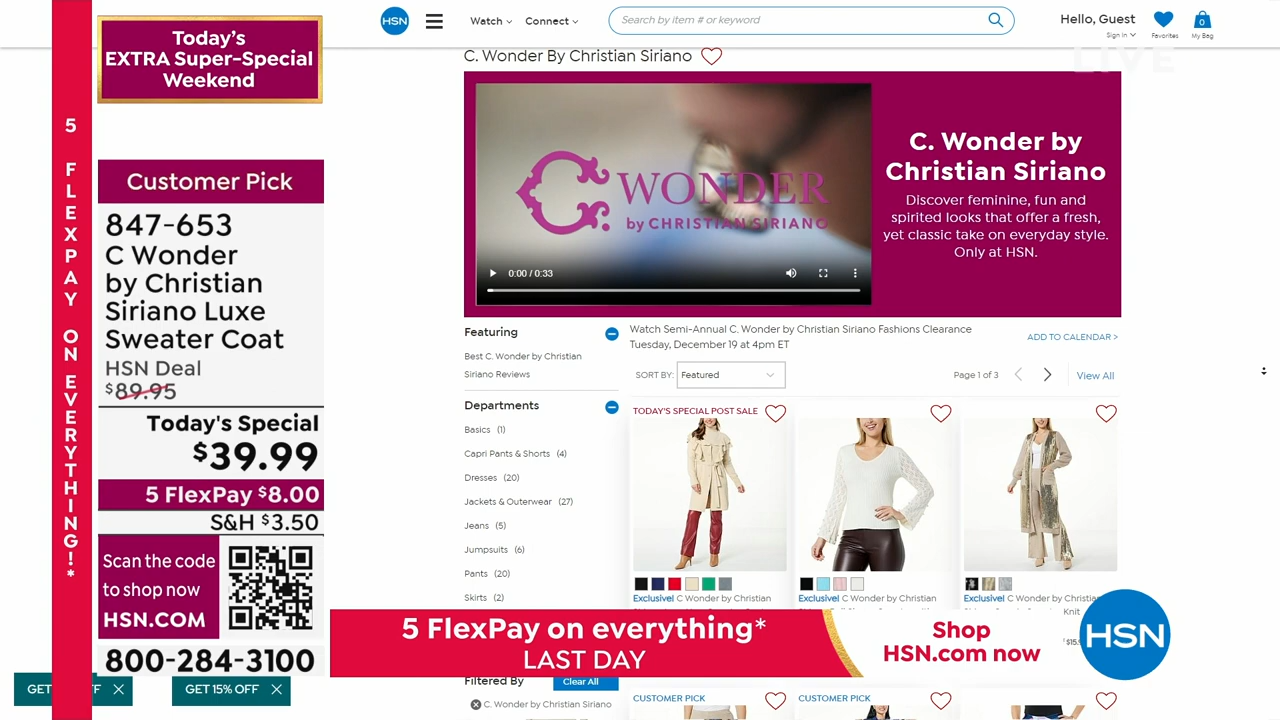 HSN
Watch
Connect
Search by item # or keyword
Hello, Guest
Sign In
Favorites
0
My Bag
LIVE
Today's
EXTRA Super-Special
Weekend
5 FLEXPAY ON EVERYTHING!*
Customer Pick
847-653
C Wonder
by Christian
Siriano Luxe
Sweater Coat
HSN Deal
$89.95
Today's Special
$39.99
5 FlexPay $8.00
S&H $3.50
Scan the code
to shop now
HSN.COM
800-284-3100
GET
FF
GET 15% OFF
C. Wonder By Christian Siriano
C WONDER
by CHRISTIAN SIRIANO
0:00 / 0:33
C. Wonder by
Christian Siriano
Discover feminine, fun and
spirited looks that offer a fresh,
yet classic take on everyday style.
Only at HSN.
Featuring
Best C. Wonder by Christian
Siriano Reviews
Departments
Basics (1)
Capri Pants & Shorts (4)
Dresses (20)
Jackets & Outerwear (27)
Jeans (5)
Jumpsuits (6)
Pants (20)
Skirts (2)
Watch Semi-Annual C. Wonder by Christian Siriano Fashions Clearance
Tuesday, December 19 at 4pm ET
ADD TO CALENDAR >
SORT BY:
Featured
Page 1 of 3
View All
TODAY'S SPECIAL POST SALE
Exclusive! C Wonder by Christian
Exclusive! C Wonder by Christian
Exclusive! C Wonder by Christian
Knit
5 FlexPay on everything*
LAST DAY
Shop
HSN.com now
HSN
Filtered By
Clear All
C. Wonder by Christian Siriano
CUSTOMER PICK
CUSTOMER PICK